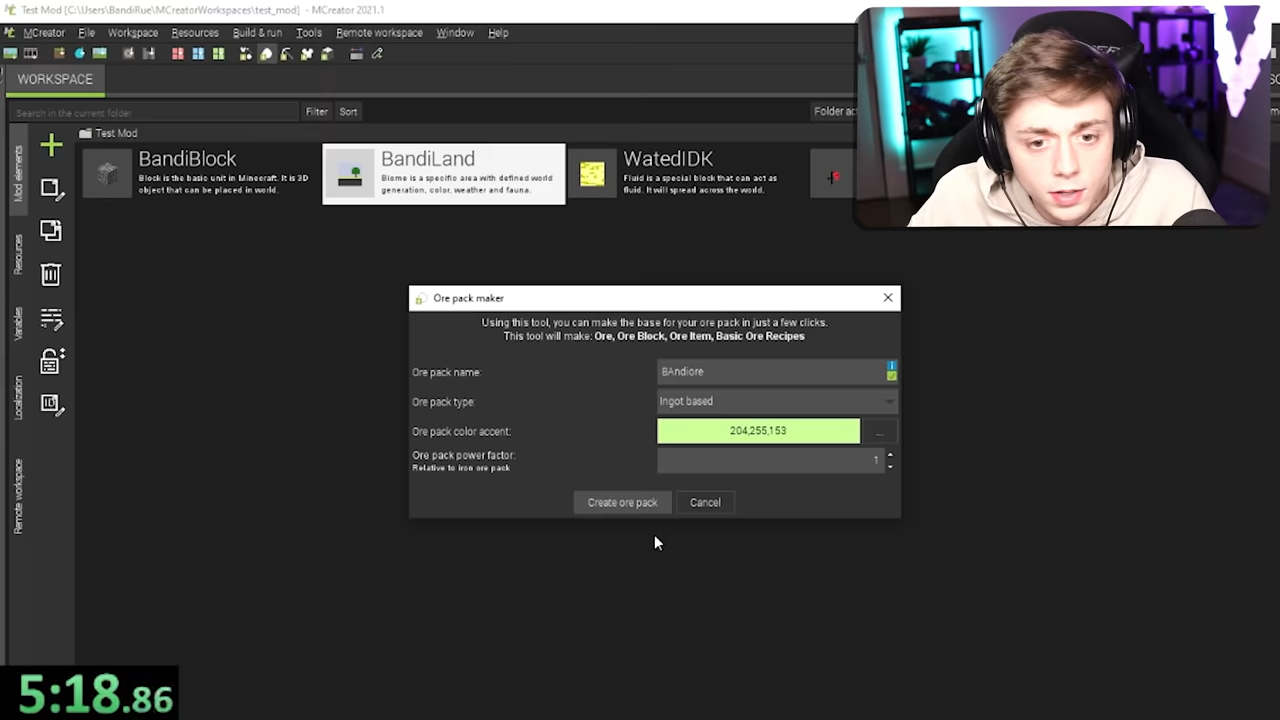 Test Mod [C:\Users\BandiRue\MCreatorWorkspaces\test_mod] - MCreator 2021.1
MCreator File Workspace Resources Build & run Tools Remote workspace Window Help
WORKSPACE
Search in the current folder Filter Sort Folder
Test Mod
Mod elements
Resources
Variables
Localization
Remote workspace
BandiBlock
Block is the basic unit in Minecraft. It is 3D
object that can be placed in world.
BandiLand
Biome is a specific area with defined world
generation, color, weather and fauna.
WatedIDK
Fluid is a special block that can act as
fluid. It will spread across the world.
Ore pack maker
Using this tool, you can make the base for your ore pack in just a few clicks.
This tool will make: Ore, Ore Block, Ore Item, Basic Ore Recipes
Ore pack name: BAndiore
Ore pack type: Ingot based
Ore pack color accent: 204,255,153 ...
Ore pack power factor: 1
Relative to iron ore pack
Create ore pack Cancel
5:18.86